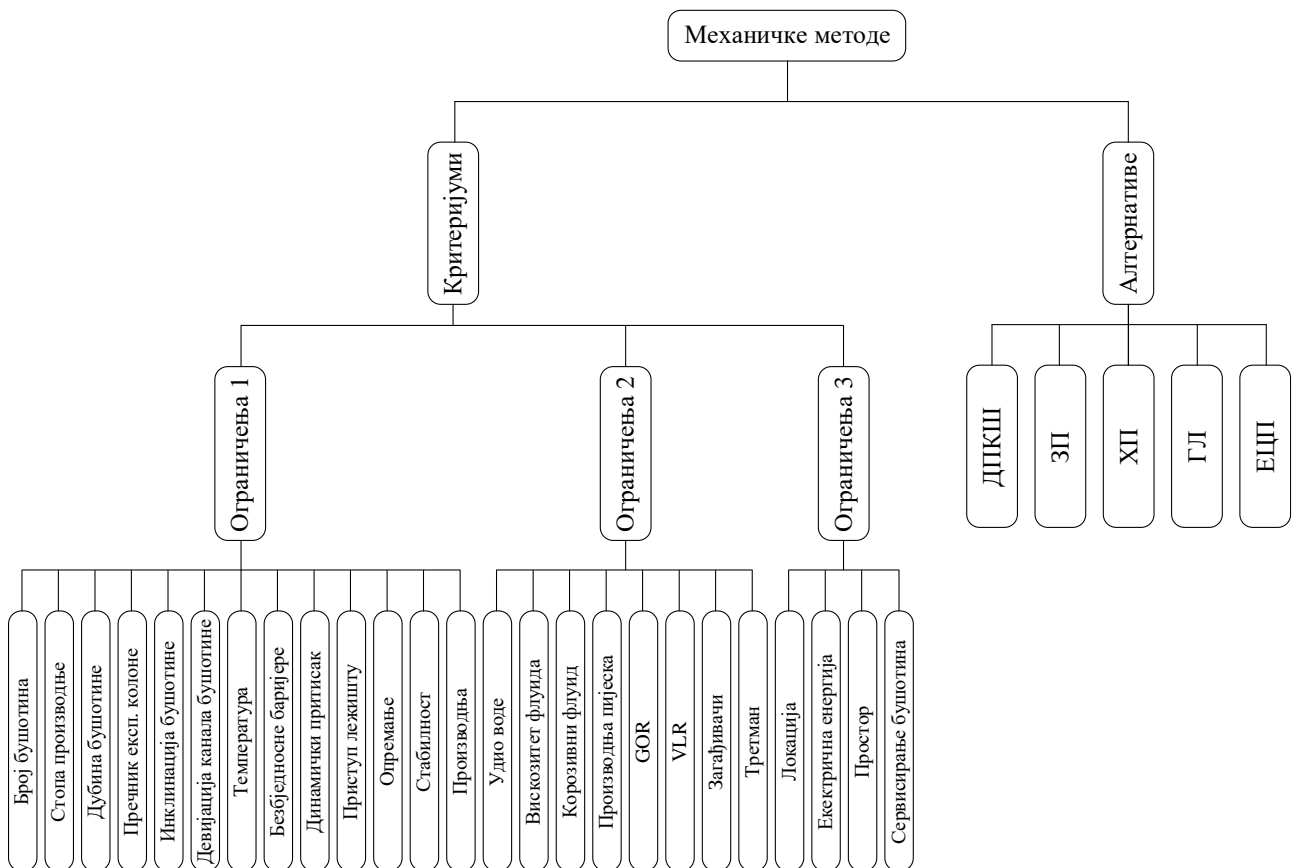 Механичке методе
Критеријуми
Алтернативе
Ограничења 1
Ограничења 2
Ограничења 3
ДПКШ
ЗП
ХП
ГЛ
ЕЦП
Број бушотина
Стопа производње
Дубина бушотине
Пречник експ. колоне
Инклинација бушотине
Девијација канала бушотине
Температура
Безбједносне баријере
Динамички притисак
Приступ лежишту
Опремање
Стабилност
Производња
Удио воде
Вискозитет флуида
Корозивни флуид
Производња пијеска
GOR
VLR
Загађивачи
Третман
Локација
Екектрична енергија
Простор
Сервисирање бушотина